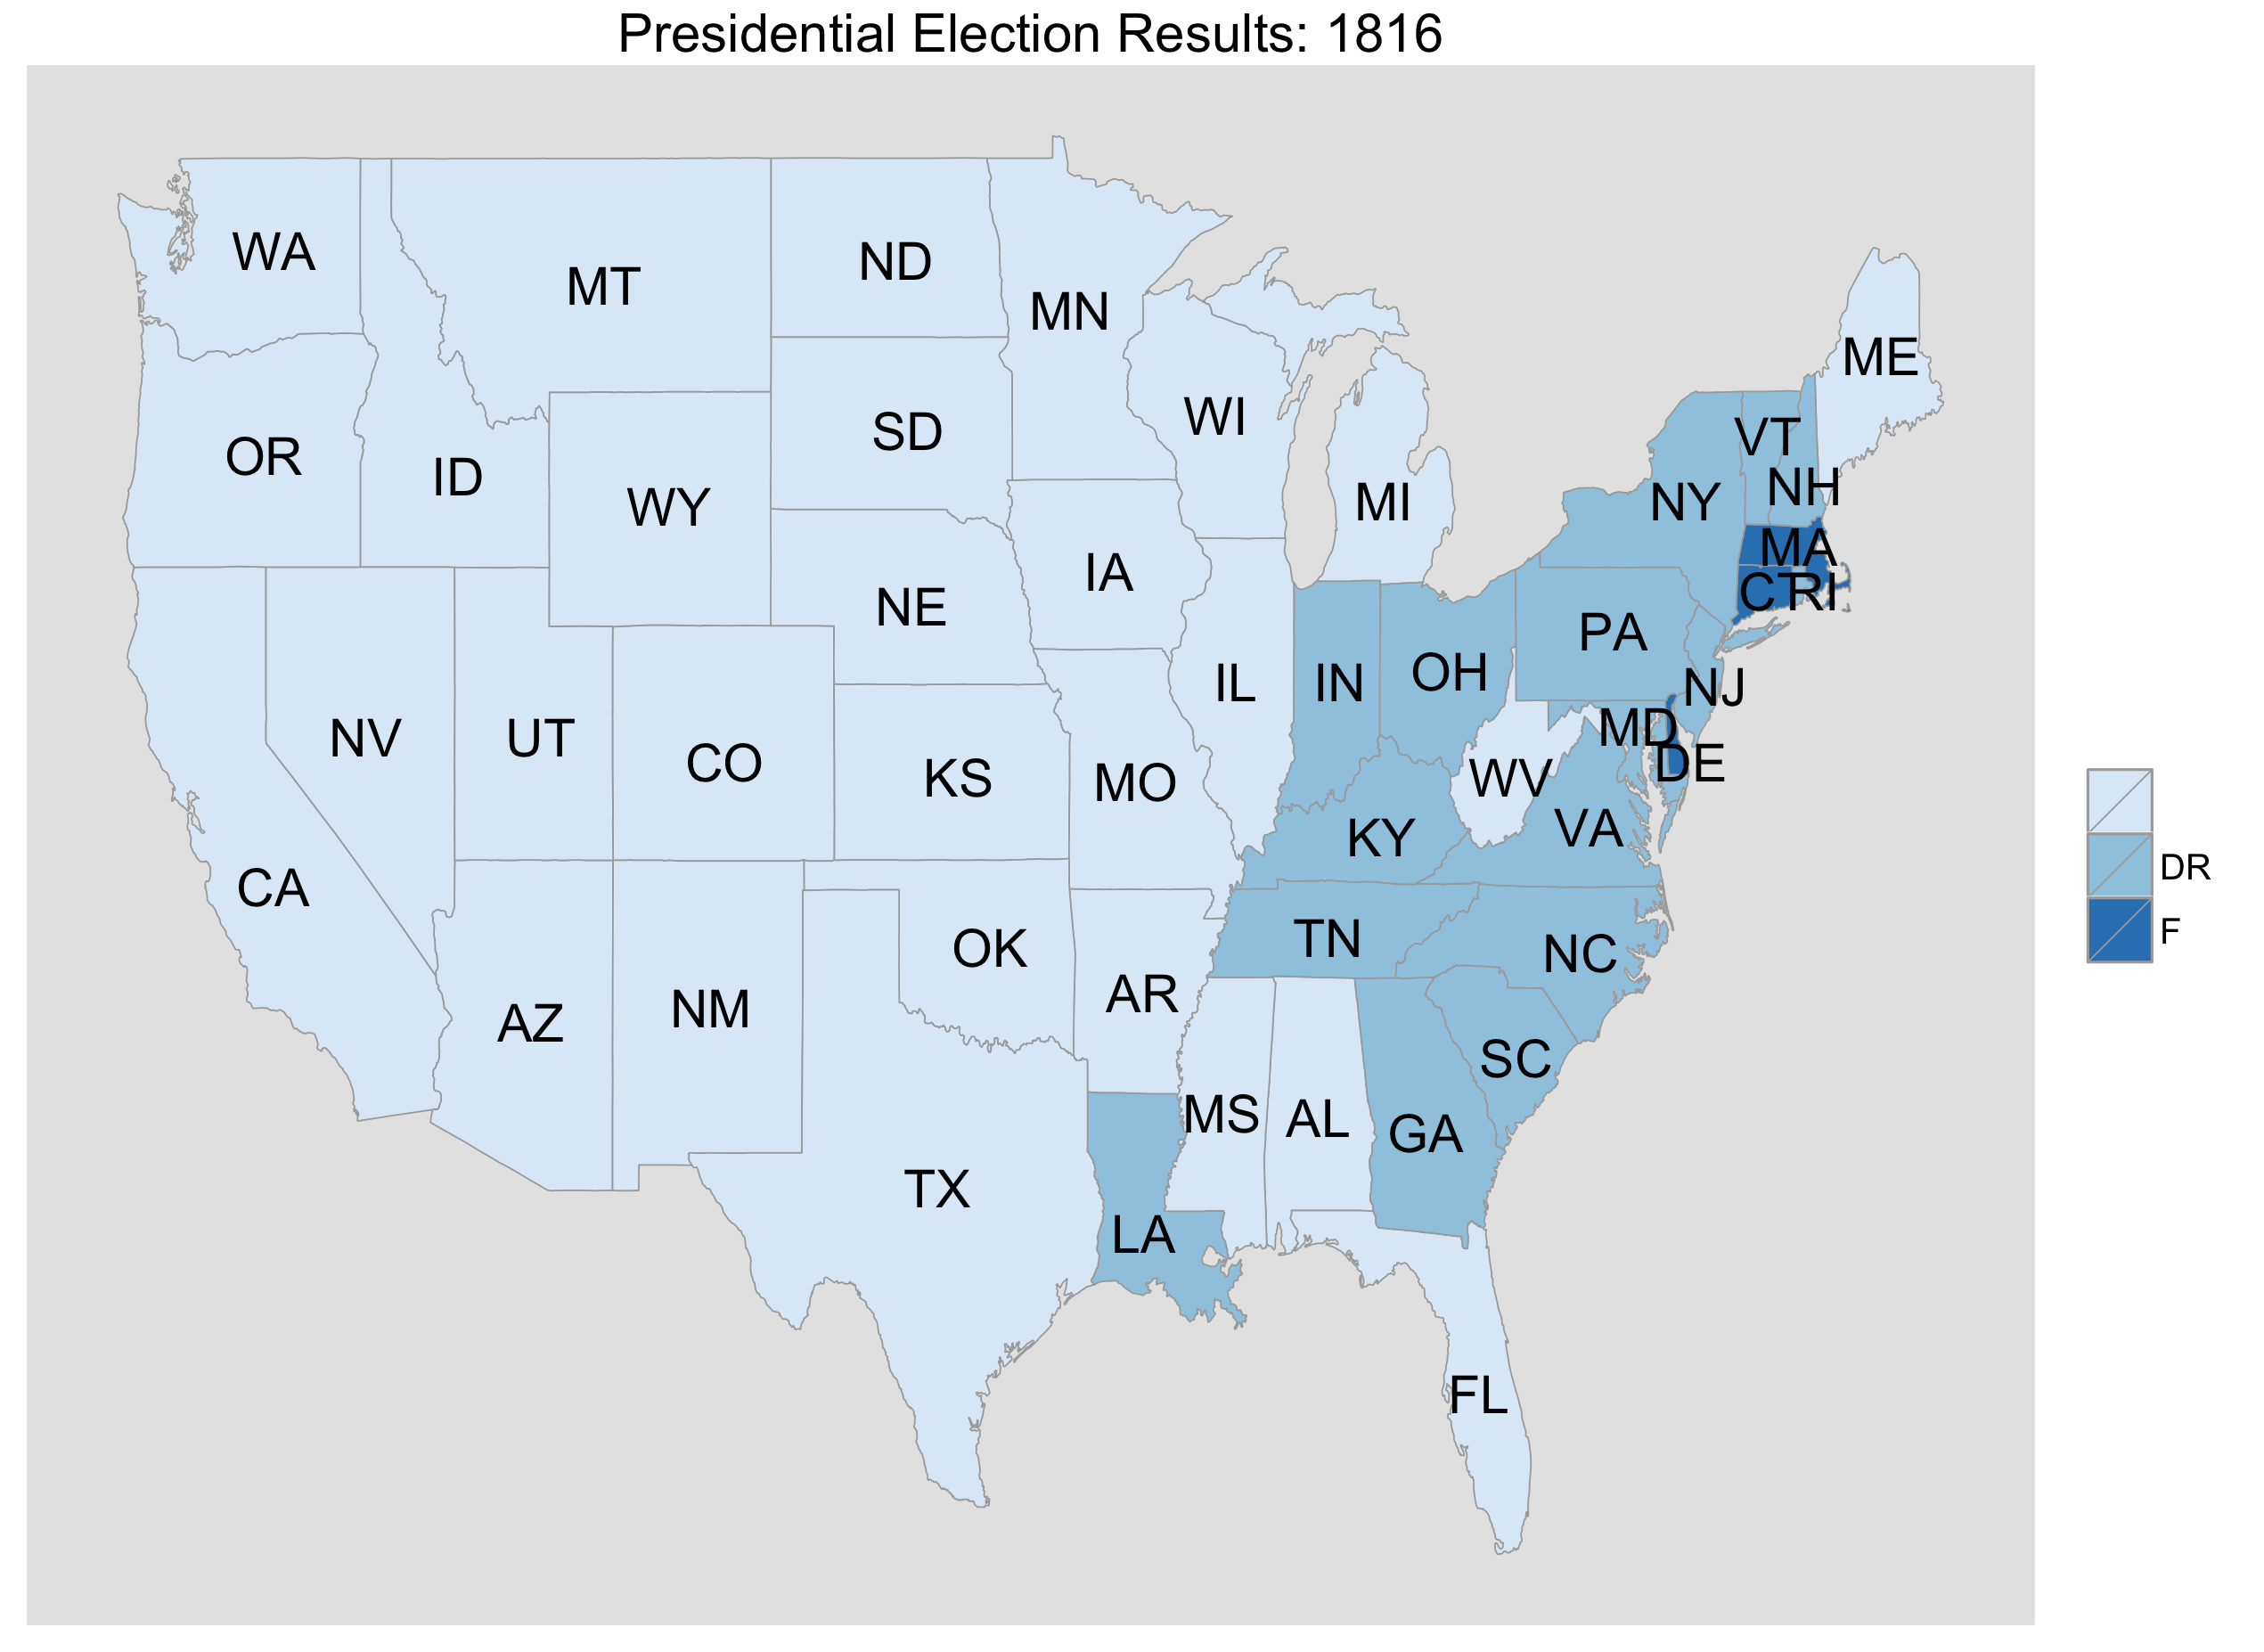 Presidential Election Results: 1816
WA
MT
ND
MN
ME
OR
ID
WY
SD
WI
MI
VT
NH
NY
MA
CT
RI
NE
IA
PA
NJ
IL
IN
OH
NV
UT
CO
KS
MO
WV
MD
DE
VA
KY
CA
AZ
NM
OK
AR
TN
NC
SC
MS
AL
GA
TX
LA
FL
DR
F